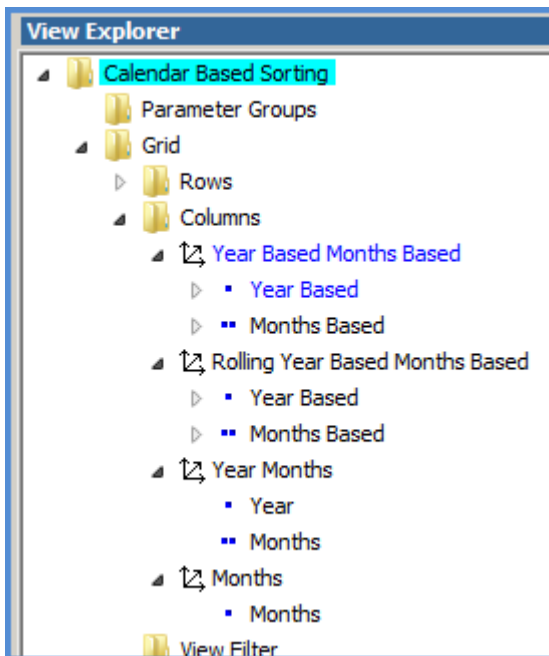 View Explorer
Calendar Based Sorting
Parameter Groups
Grid
Rows
Columns
Year Based Months Based
Year Based
Months Based
Rolling Year Based Months Based
Year Based
Months Based
Year Months
Year
Months
Months
Months
View Filter